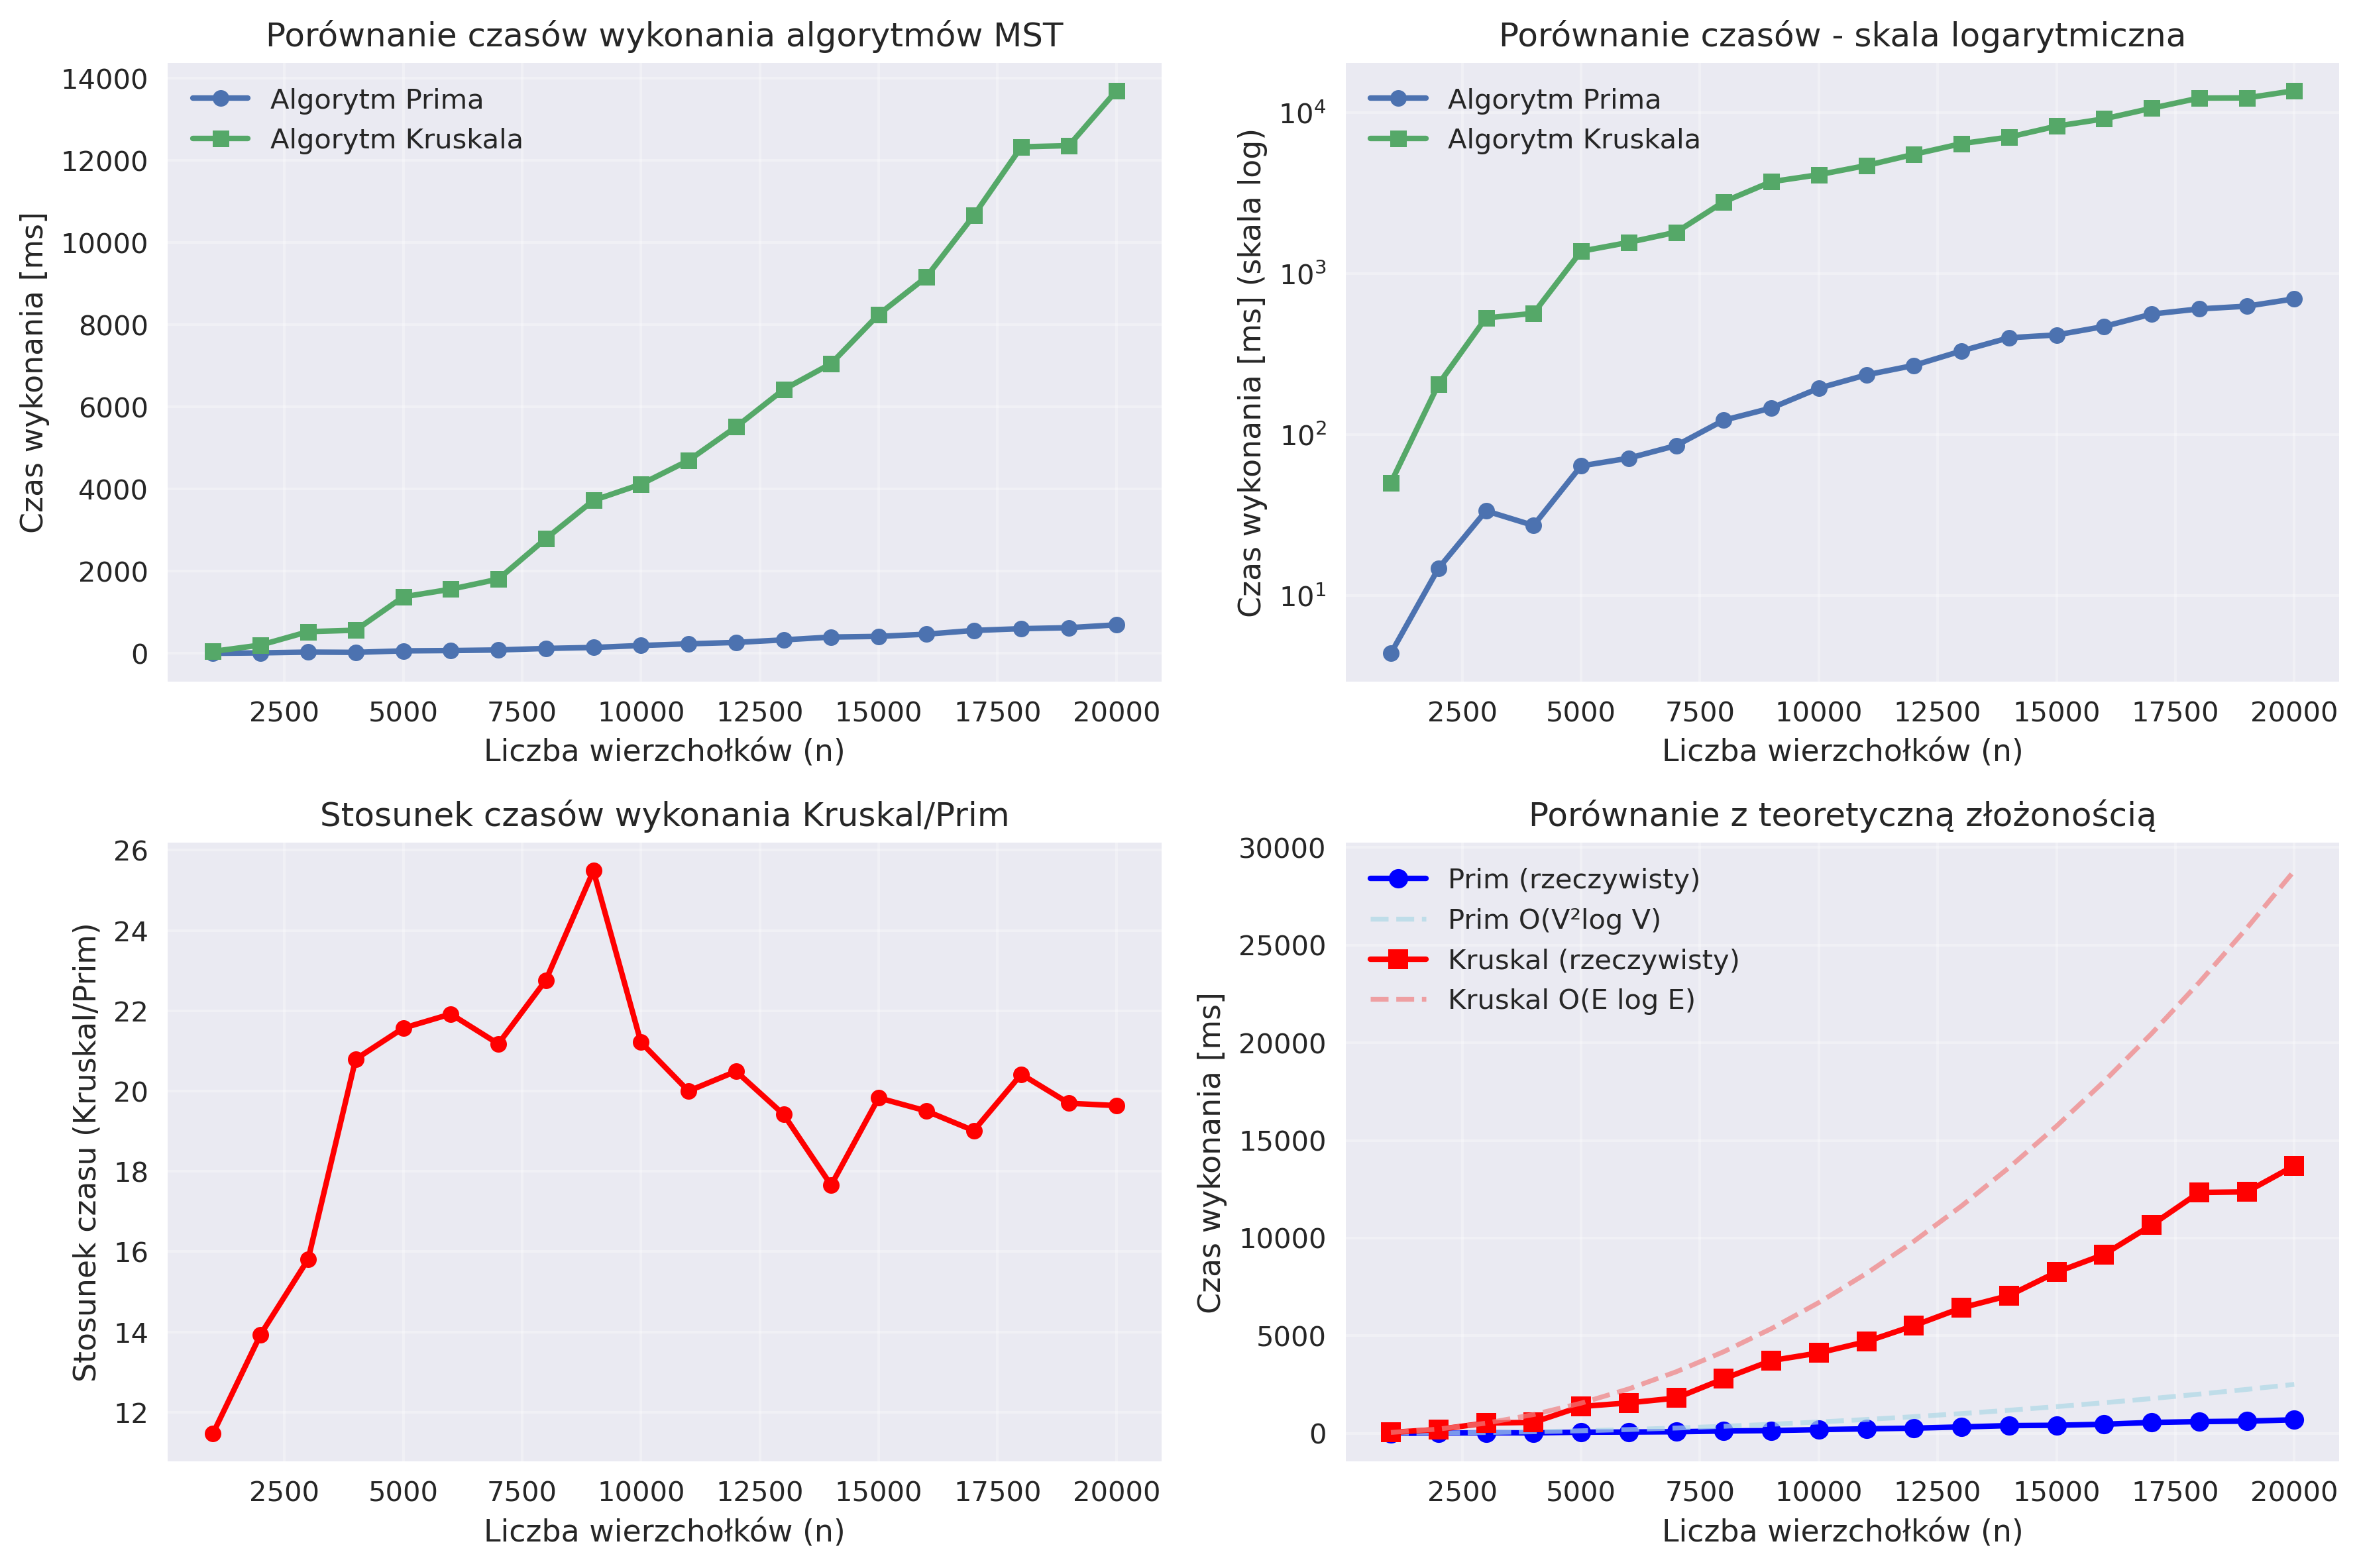 Porównanie czasów wykonania algorytmów MST
14000
12000
10000
8000
6000
4000
2000
0
Czas wykonania [ms]
Algorytm Prima
Algorytm Kruskala
2500 5000 7500 10000 12500 15000 17500 20000
Liczba wierzchołków (n)
Porównanie czasów - skala logarytmiczna
10⁴
10³
10²
10¹
Czas wykonania [ms] (skala log)
Algorytm Prima
Algorytm Kruskala
2500 5000 7500 10000 12500 15000 17500 20000
Liczba wierzchołków (n)
Stosunek czasów wykonania Kruskal/Prim
26
24
22
20
18
16
14
12
Stosunek czasu (Kruskal/Prim)
2500 5000 7500 10000 12500 15000 17500 20000
Liczba wierzchołków (n)
Porównanie z teoretyczną złożonością
30000
25000
20000
15000
10000
5000
0
Czas wykonania [ms]
Prim (rzeczywisty)
Prim O(V²log V)
Kruskal (rzeczywisty)
Kruskal O(E log E)
2500 5000 7500 10000 12500 15000 17500 20000
Liczba wierzchołków (n)